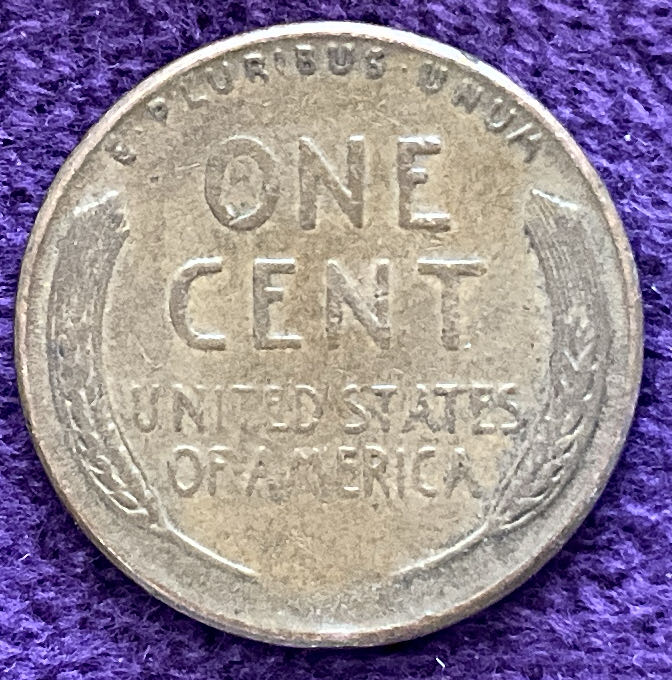 E·PLURIBUS·UNUM
ONE
CENT
UNITED STATES
OF AMERICA